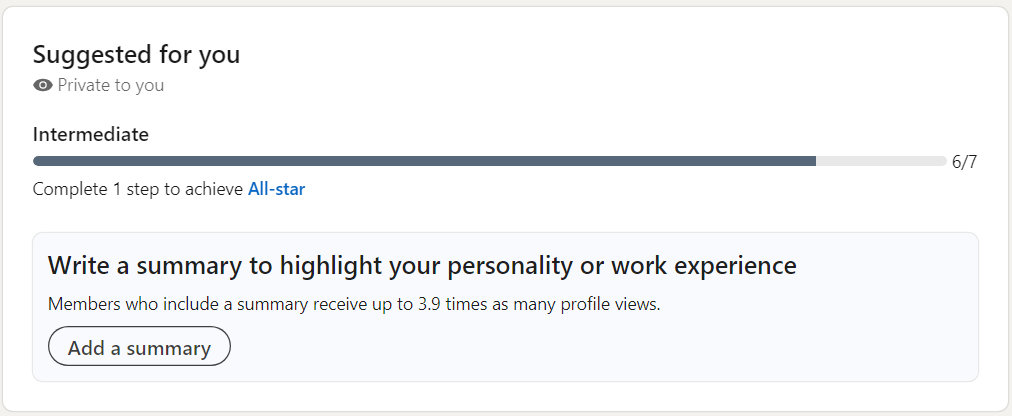 Suggested for you
Private to you
Intermediate
6/7
Complete 1 step to achieve All-star
Write a summary to highlight your personality or work experience
Members who include a summary receive up to 3.9 times as many profile views.
Add a summary